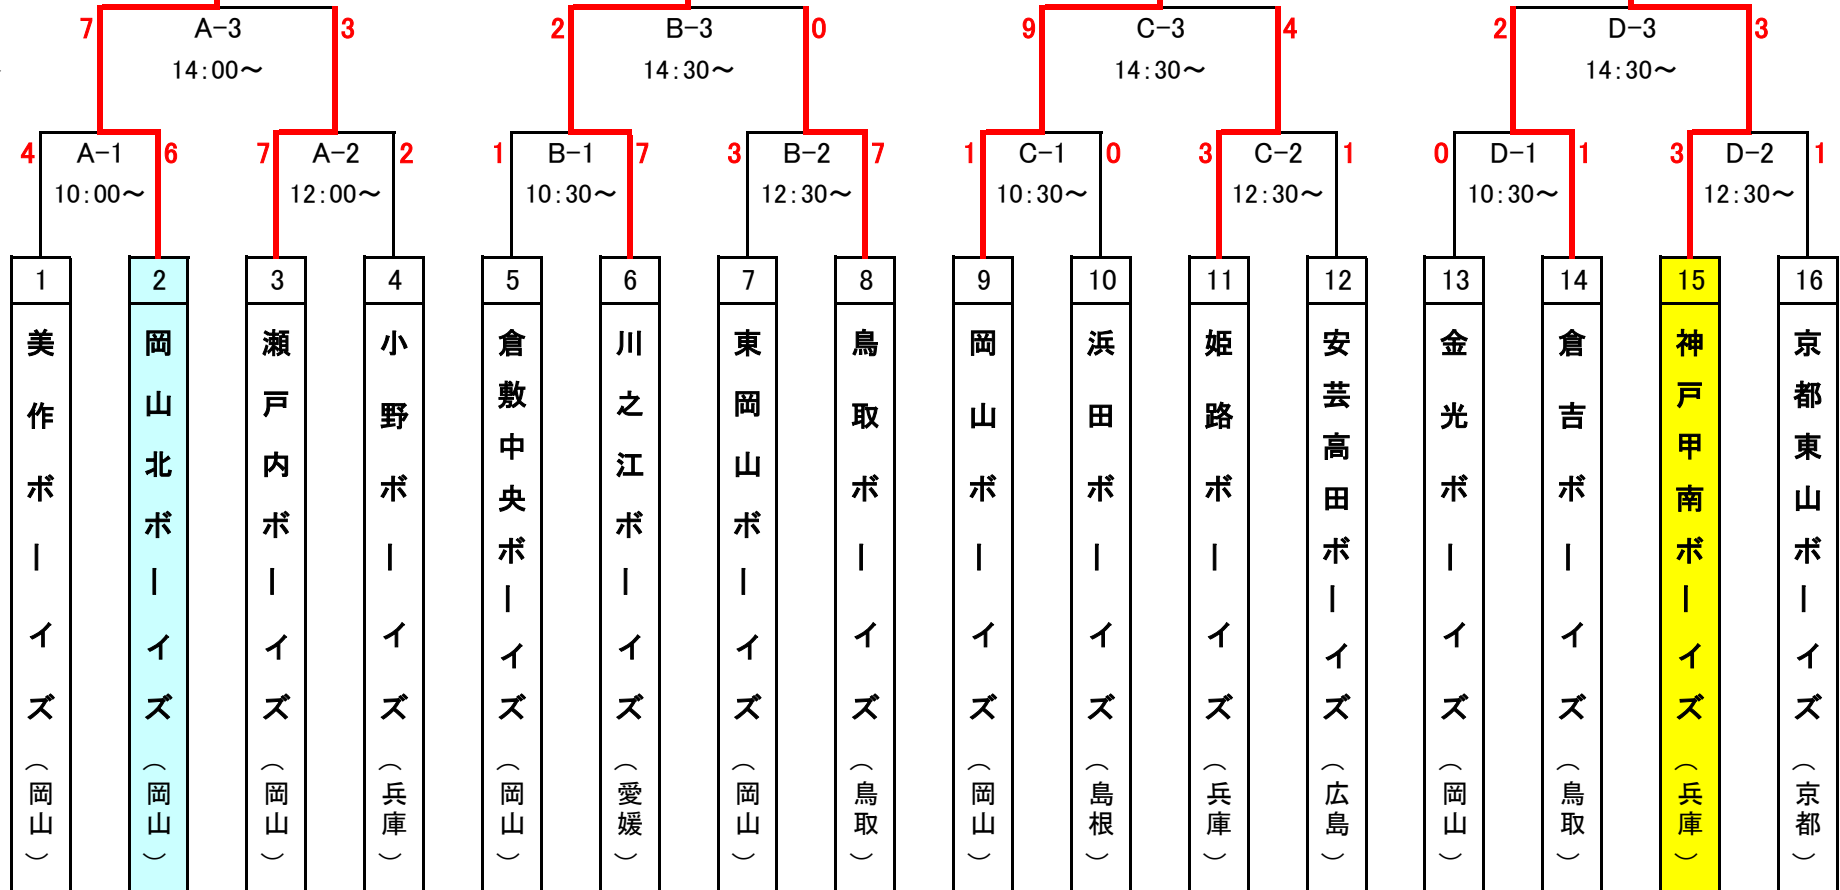 7 A-3 3 2 B-3 0 9 C-3 4 2 D-3 3
14:00～ 14:30～ 14:30～ 14:30～
4 A-1 6 7 A-2 2 1 B-1 7 3 B-2 7 1 C-1 0 3 C-2 1 0 D-1 1 3 D-2 1
10:00～ 12:00～ 10:30～ 12:30～ 10:30～ 12:30～ 10:30～ 12:30～
1 2 3 4 5 6 7 8 9 10 11 12 13 14 15 16
美作ボーイズ（岡山）
岡山北ボーイズ（岡山）
瀬戸内ボーイズ（岡山）
小野ボーイズ（兵庫）
倉敷中央ボーイズ（岡山）
川之江ボーイズ（愛媛）
東岡山ボーイズ（岡山）
鳥取ボーイズ（鳥取）
岡山ボーイズ（岡山）
浜田ボーイズ（島根）
姫路ボーイズ（兵庫）
安芸高田ボーイズ（広島）
金光ボーイズ（岡山）
倉吉ボーイズ（鳥取）
神戸甲南ボーイズ（兵庫）
京都東山ボーイズ（京都）